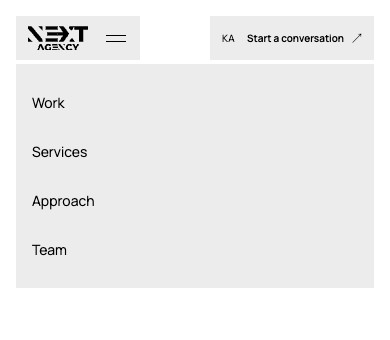 NEXT
AGENCY
KA
Start a conversation
Work
Services
Approach
Team